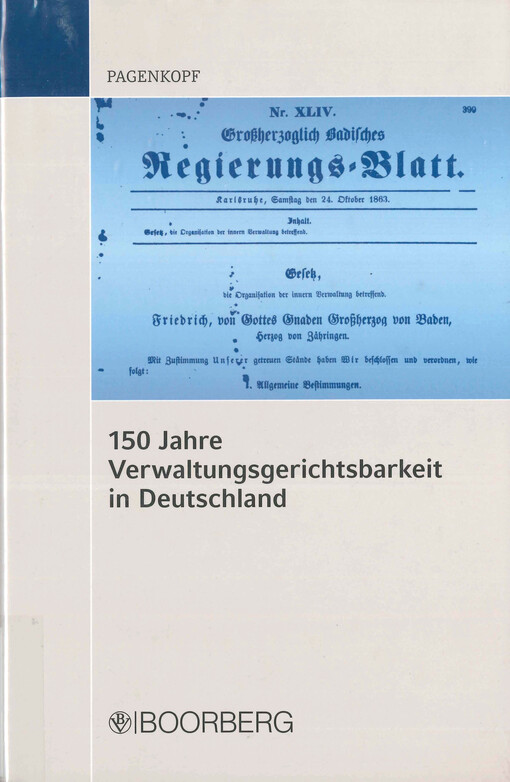 PAGENKOPF
Nr. XLIV. 399
Großherzoglich Badisches
Regierungs-Blatt.
Karlsruhe, Samstag den 24. Oktober 1863.
Inhalt.
Gesetz, die Organisation der innern Verwaltung betreffend.
Gesetz,
die Organisation der innern Verwaltung betreffend.
Friedrich, von Gottes Gnaden Großherzog von Baden,
Herzog von Zähringen.
Mit Zustimmung Unserer getreuen Stände haben Wir beschlossen und verordnen, wie
folgt:
I. Allgemeine Bestimmungen.
150 Jahre
Verwaltungsgerichtsbarkeit
in Deutschland
BOORBERG